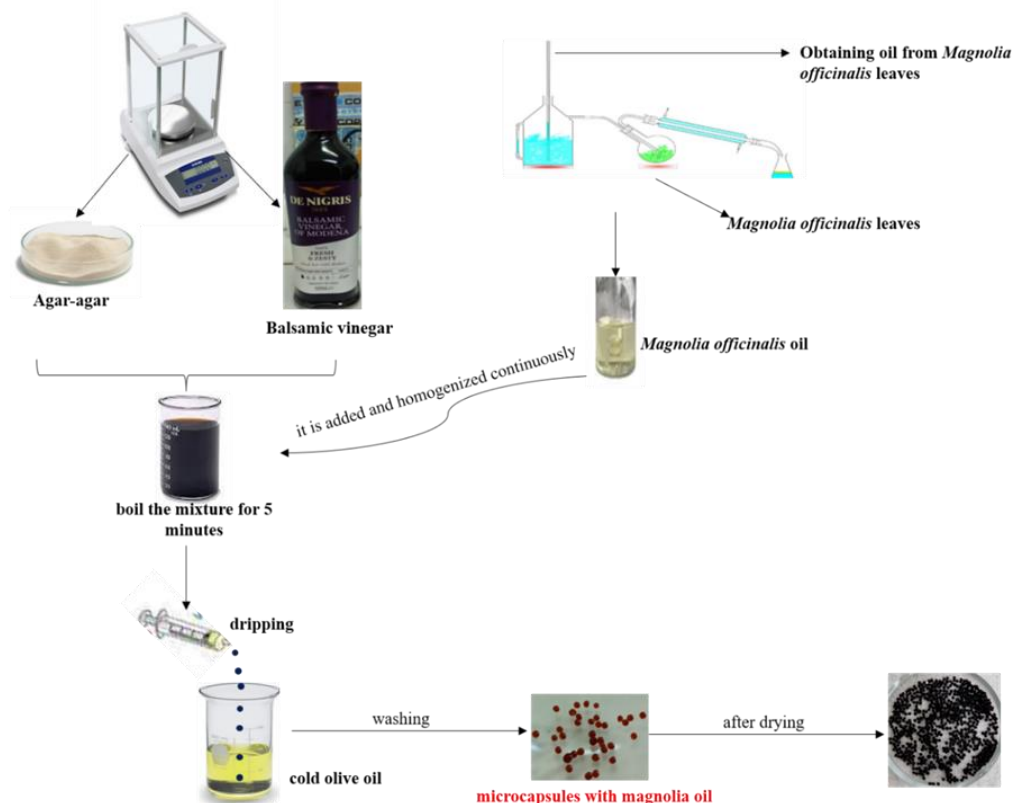 Obtaining oil from Magnolia
officinalis leaves
DE NIGRIS
BALSAMIC
VINEGAR
OF MODENA
FRESH
& ZESTY
Magnolia officinalis leaves
Agar-agar
Balsamic vinegar
Magnolia officinalis oil
it is added and homogenized continuously
boil the mixture for 5
minutes
dripping
cold olive oil
washing
microcapsules with magnolia oil
after drying